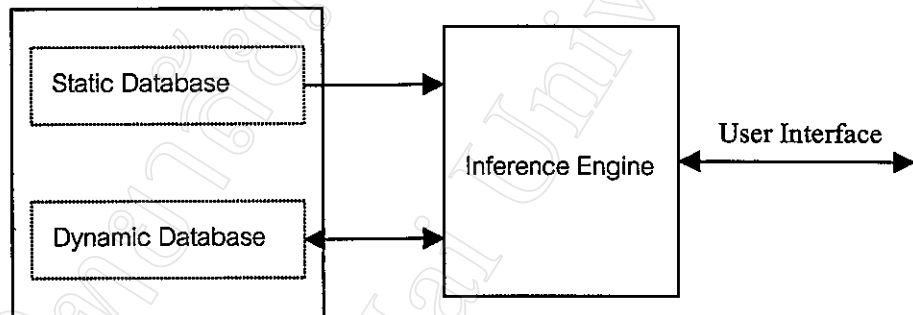 Static Database
Dynamic Database
Inference Engine
User Interface